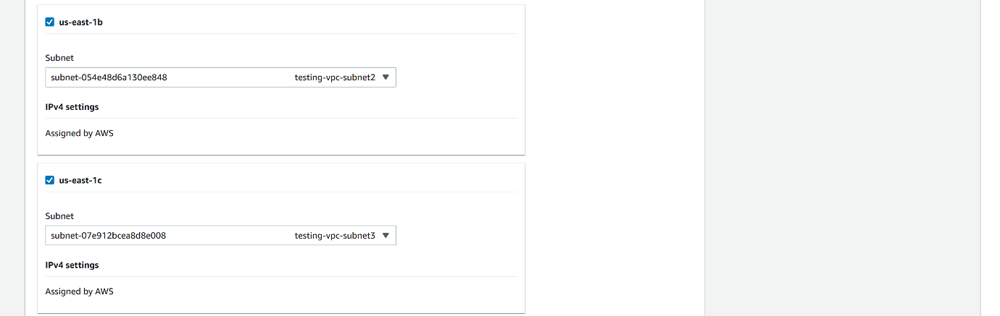 us-east-1b
Subnet
subnet-054e48d6a130ee848 testing-vpc-subnet2
IPv4 settings
Assigned by AWS
us-east-1c
Subnet
subnet-07e912bcea8d8e008 testing-vpc-subnet3
IPv4 settings
Assigned by AWS